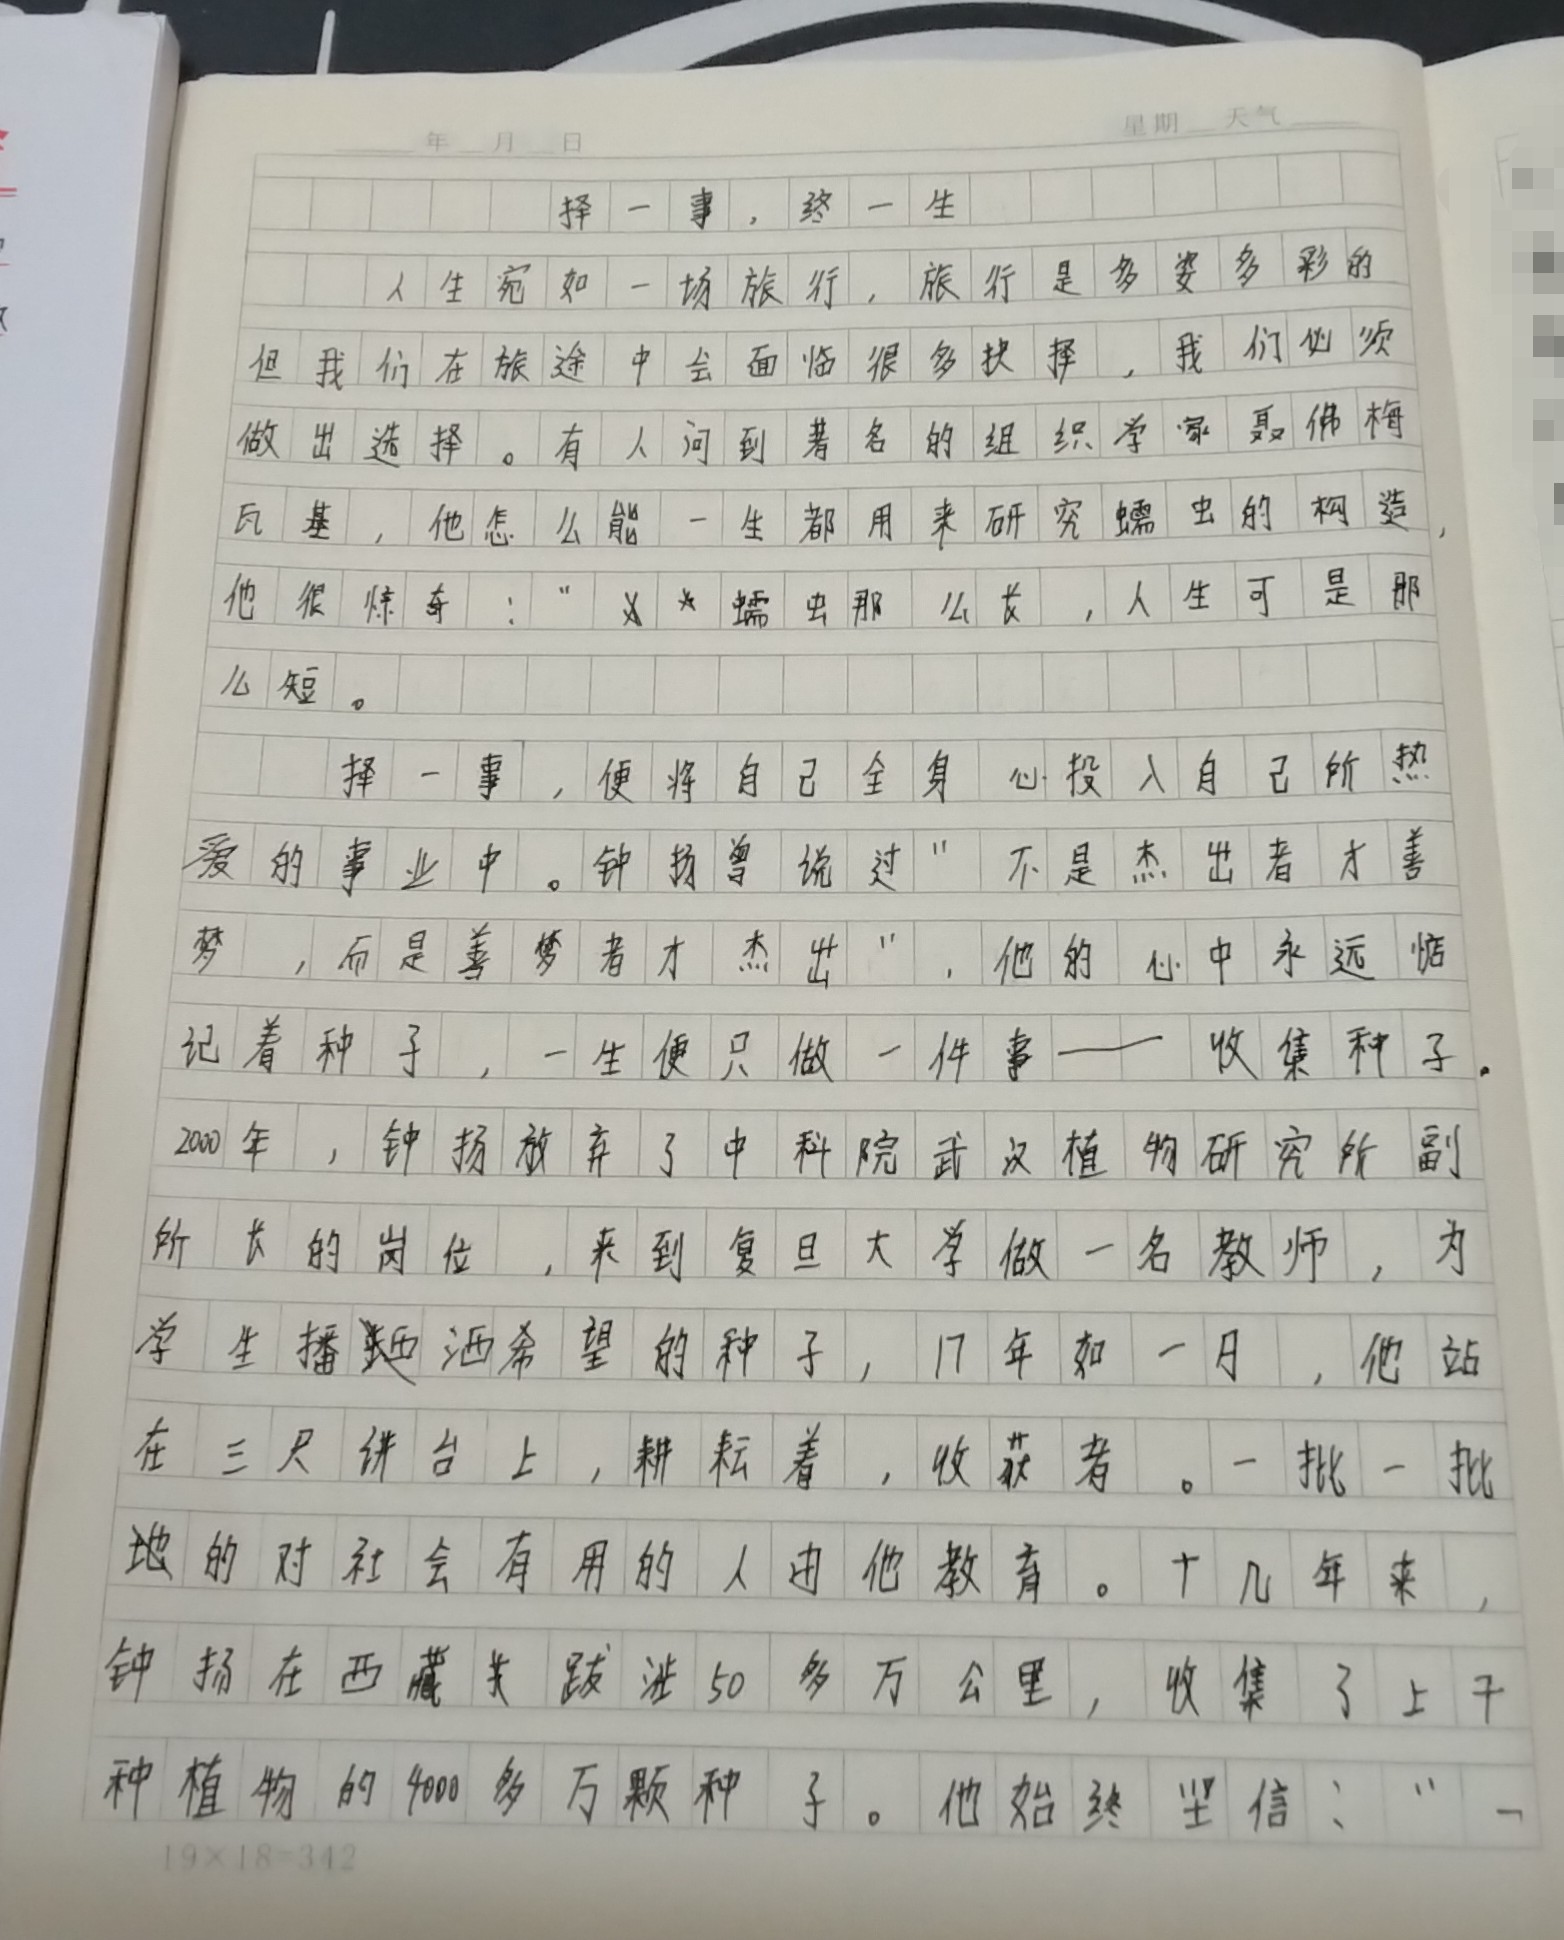 年 月 日 星期 天气
择一事,终一生
人生宛如一场旅行,旅行是多姿多彩的
但我们在旅途中会面临很多抉择,我们必须
做出选择。有人问到著名的组织学家聂佛梅
瓦基,他怎么能一生都用来研究蠕虫的构造,
他很惊奇:“蠕虫那么长,人生可是那
么短。
择一事,便将自己全身心投入自己所热
爱的事业中。钟扬曾说过“不是杰出者才善
梦,而是善梦者才杰出”,他的心中永远惦
记着种子,一生便只做一件事——收集种子.
2000年,钟扬放弃了中科院武汉植物研究所副
所长的岗位,来到复旦大学做一名教师,为
学生播洒希望的种子,17年如一日,他站
在三尺讲台上,耕耘着,收获者。一批一批
地的对社会有用的人由他教育。十几年来,
钟扬在西藏共跋涉50多万公里,收集了上千
种植物的4000多万颗种子。他始终坚信:“一
19×18=342